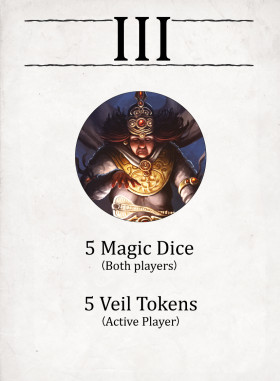 III
5 Magic Dice
(Both players)
5 Veil Tokens
(Active Player)